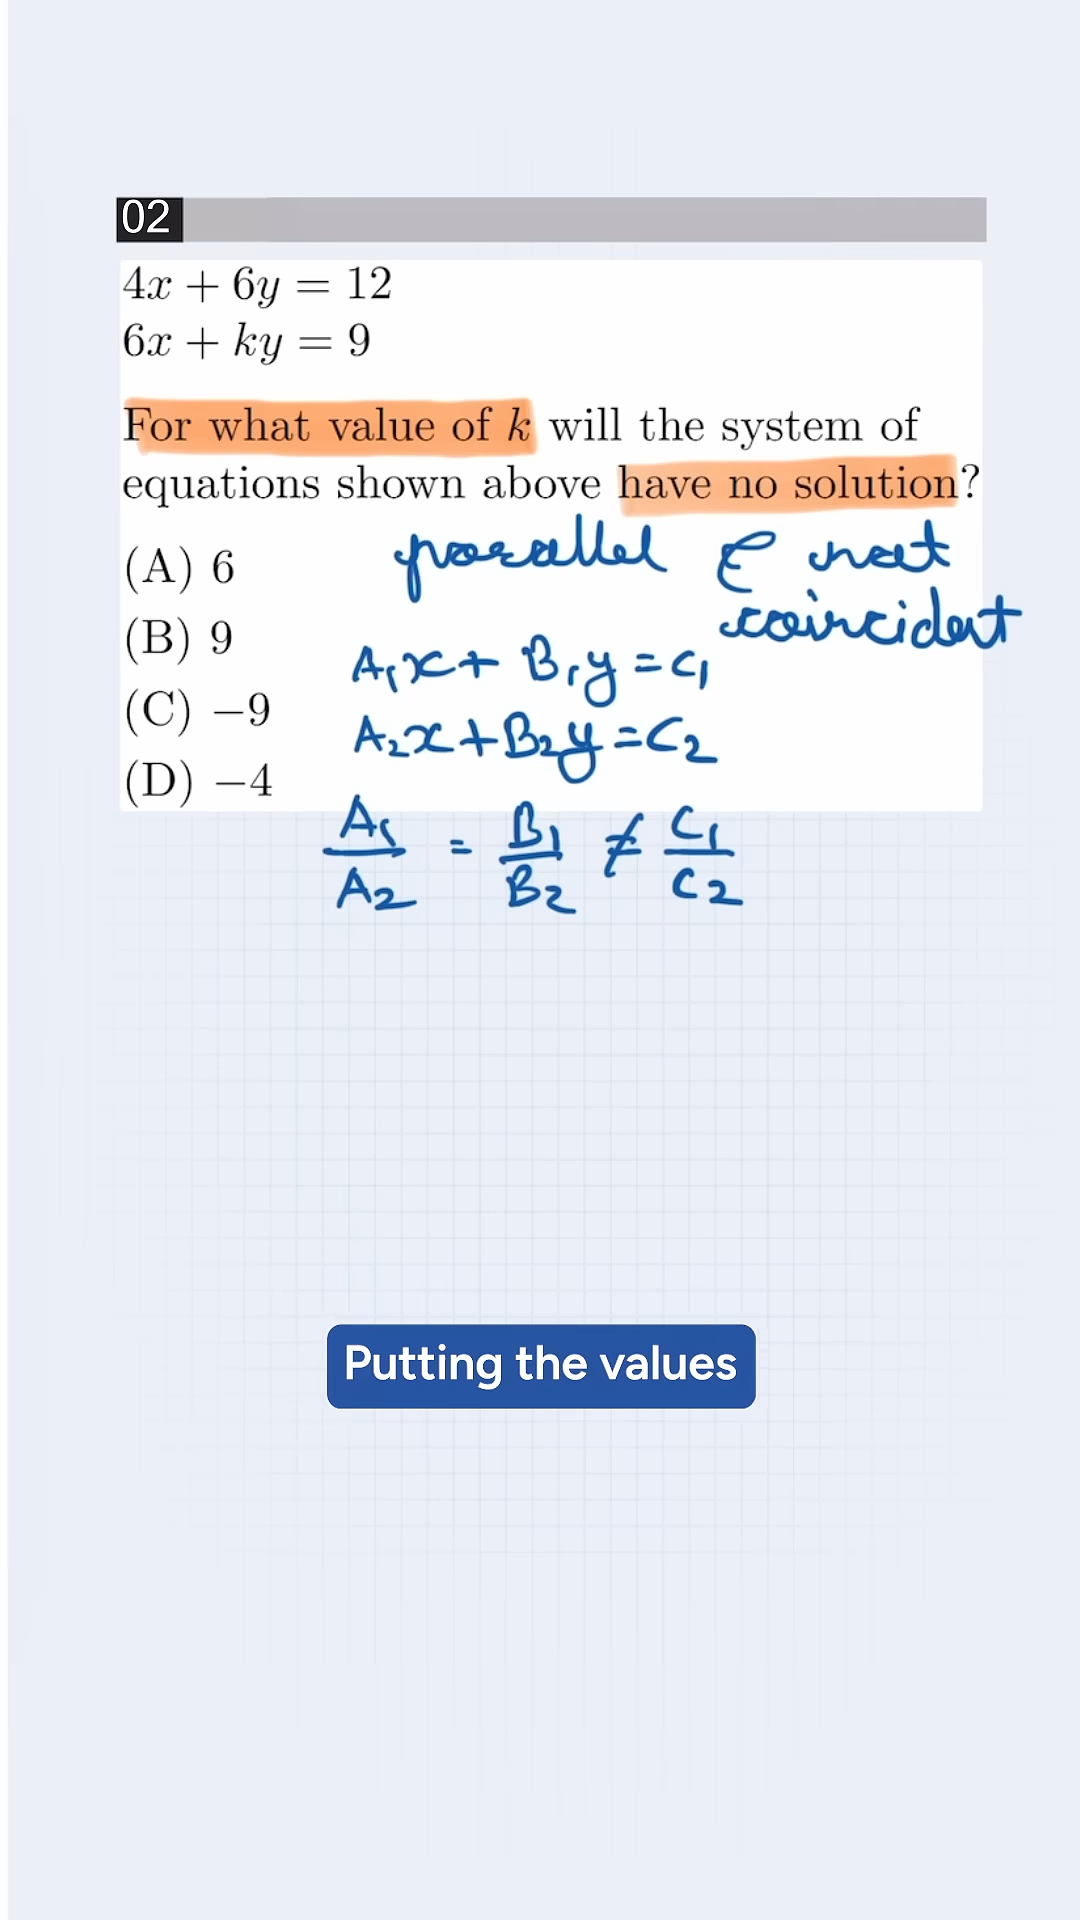 02
4x + 6y = 12
6x + ky = 9
For what value of k will the system of
equations shown above have no solution?
(A) 6
(B) 9
(C) −9
(D) −4
parallel & not
coincident
A₁x + B₁y = C₁
A₂x + B₂y = C₂
A₁/A₂ = B₁/B₂ ≠ C₁/C₂
Putting the values